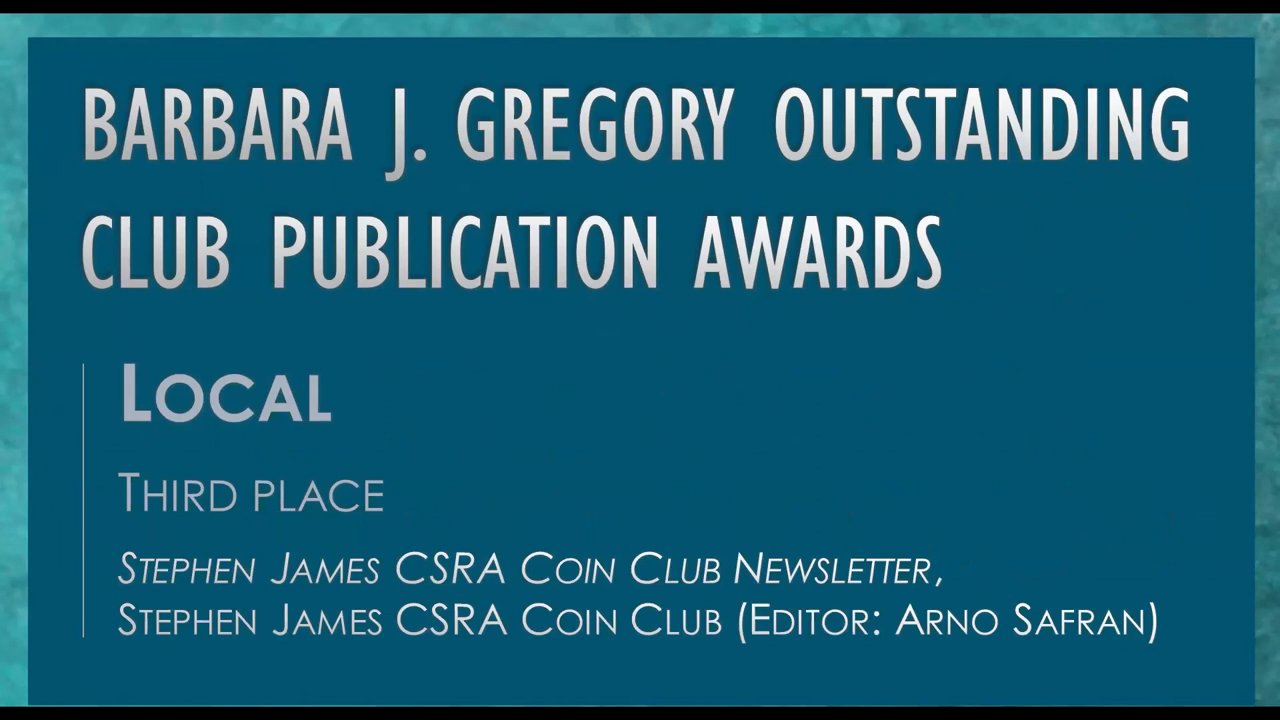 BARBARA J. GREGORY OUTSTANDING
CLUB PUBLICATION AWARDS
LOCAL
THIRD PLACE
STEPHEN JAMES CSRA COIN CLUB NEWSLETTER,
STEPHEN JAMES CSRA COIN CLUB (EDITOR: ARNO SAFRAN)